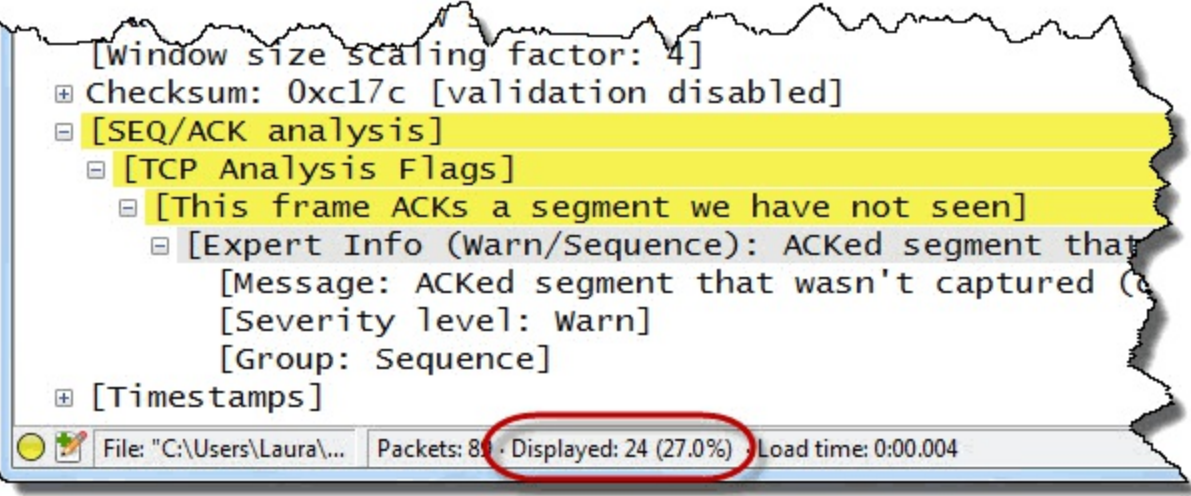 [Window size scaling factor: 4]
Checksum: 0xc17c [validation disabled]
[SEQ/ACK analysis]
[TCP Analysis Flags]
[This frame ACKs a segment we have not seen]
[Expert Info (Warn/Sequence): ACKed segment that
[Message: ACKed segment that wasn't captured (
[Severity level: Warn]
[Group: Sequence]
[Timestamps]
File: "C:\Users\Laura\... Packets: 89 · Displayed: 24 (27.0%) · Load time: 0:00.004